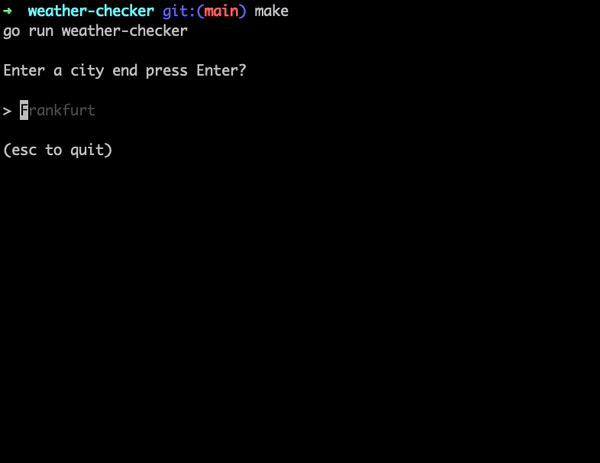 ➜  weather-checker git:(main) make
go run weather-checker
Enter a city end press Enter?
> Frankfurt
(esc to quit)